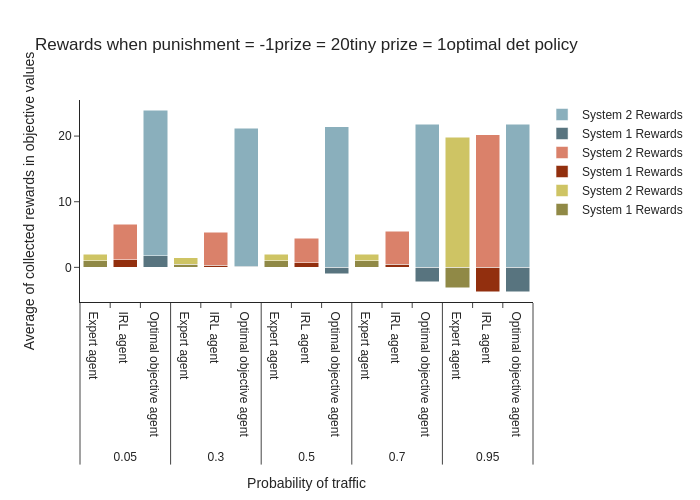 Rewards when punishment = -1prize = 20tiny prize = 1optimal det policy
Average of collected rewards in objective values
20
10
0
System 2 Rewards
System 1 Rewards
System 2 Rewards
System 1 Rewards
System 2 Rewards
System 1 Rewards
Expert agent
IRL agent
Optimal objective agent
Expert agent
IRL agent
Optimal objective agent
Expert agent
IRL agent
Optimal objective agent
Expert agent
IRL agent
Optimal objective agent
Expert agent
IRL agent
Optimal objective agent
0.05
0.3
0.5
0.7
0.95
Probability of traffic